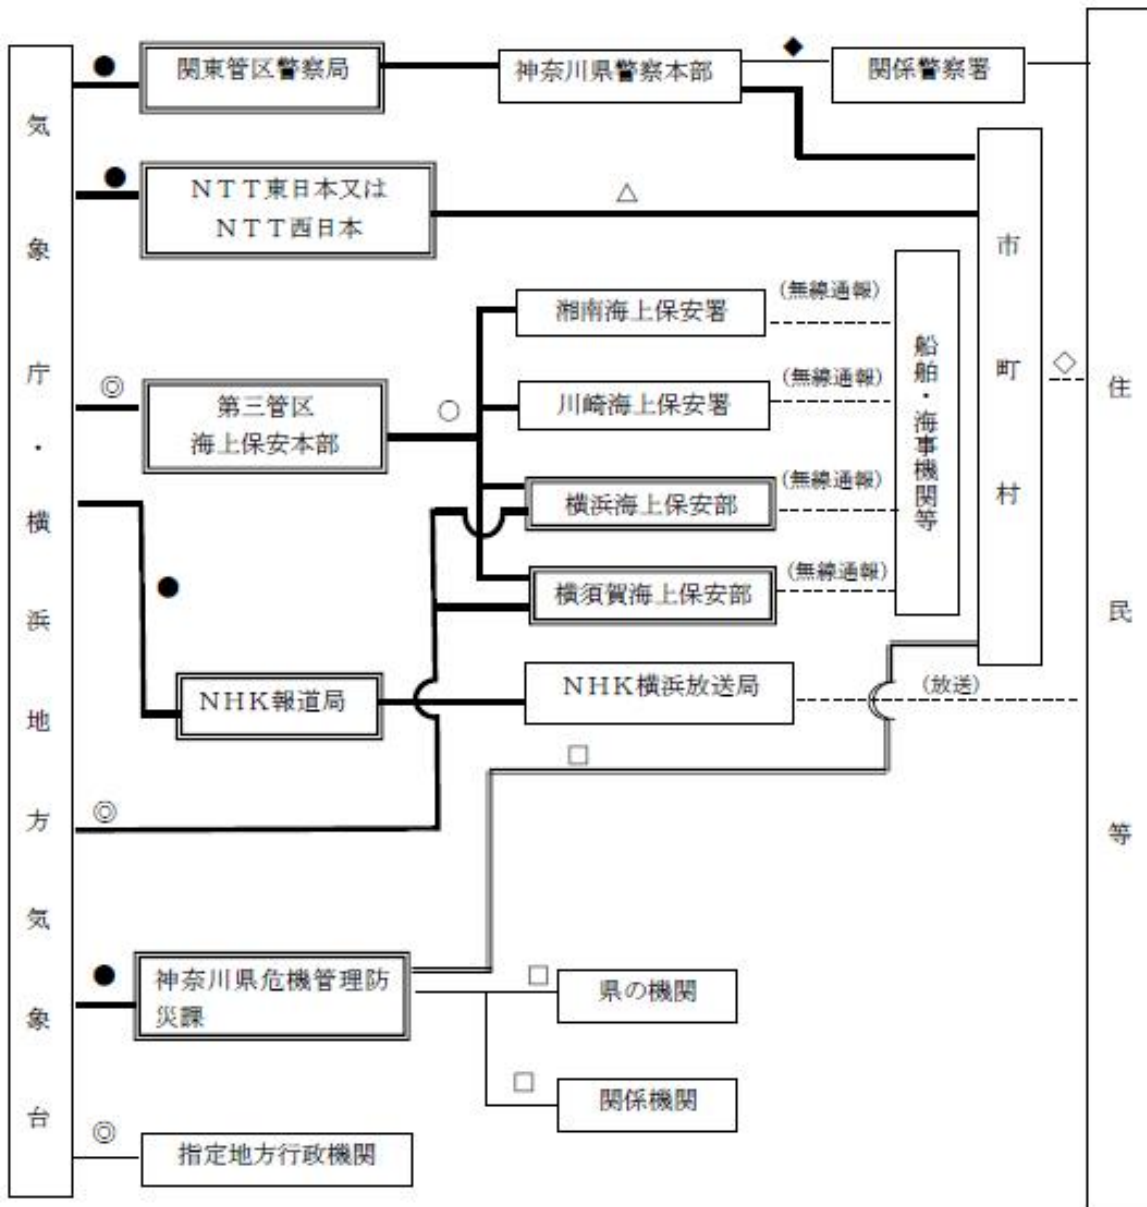 気象庁・横浜地方気象台
●
関東管区警察局
神奈川県警察本部
◆
関係警察署
●
ＮＴＴ東日本又は
ＮＴＴ西日本
△
市町村
◎
第三管区
海上保安本部
○
湘南海上保安署
(無線通報)
川崎海上保安署
(無線通報)
横浜海上保安部
(無線通報)
横須賀海上保安部
(無線通報)
船舶・海事機関等
◇
住民等
●
ＮＨＫ報道局
ＮＨＫ横浜放送局
(放送)
□
◎
●
神奈川県危機管理防
災課
□
県の機関
□
関係機関
◎
指定地方行政機関